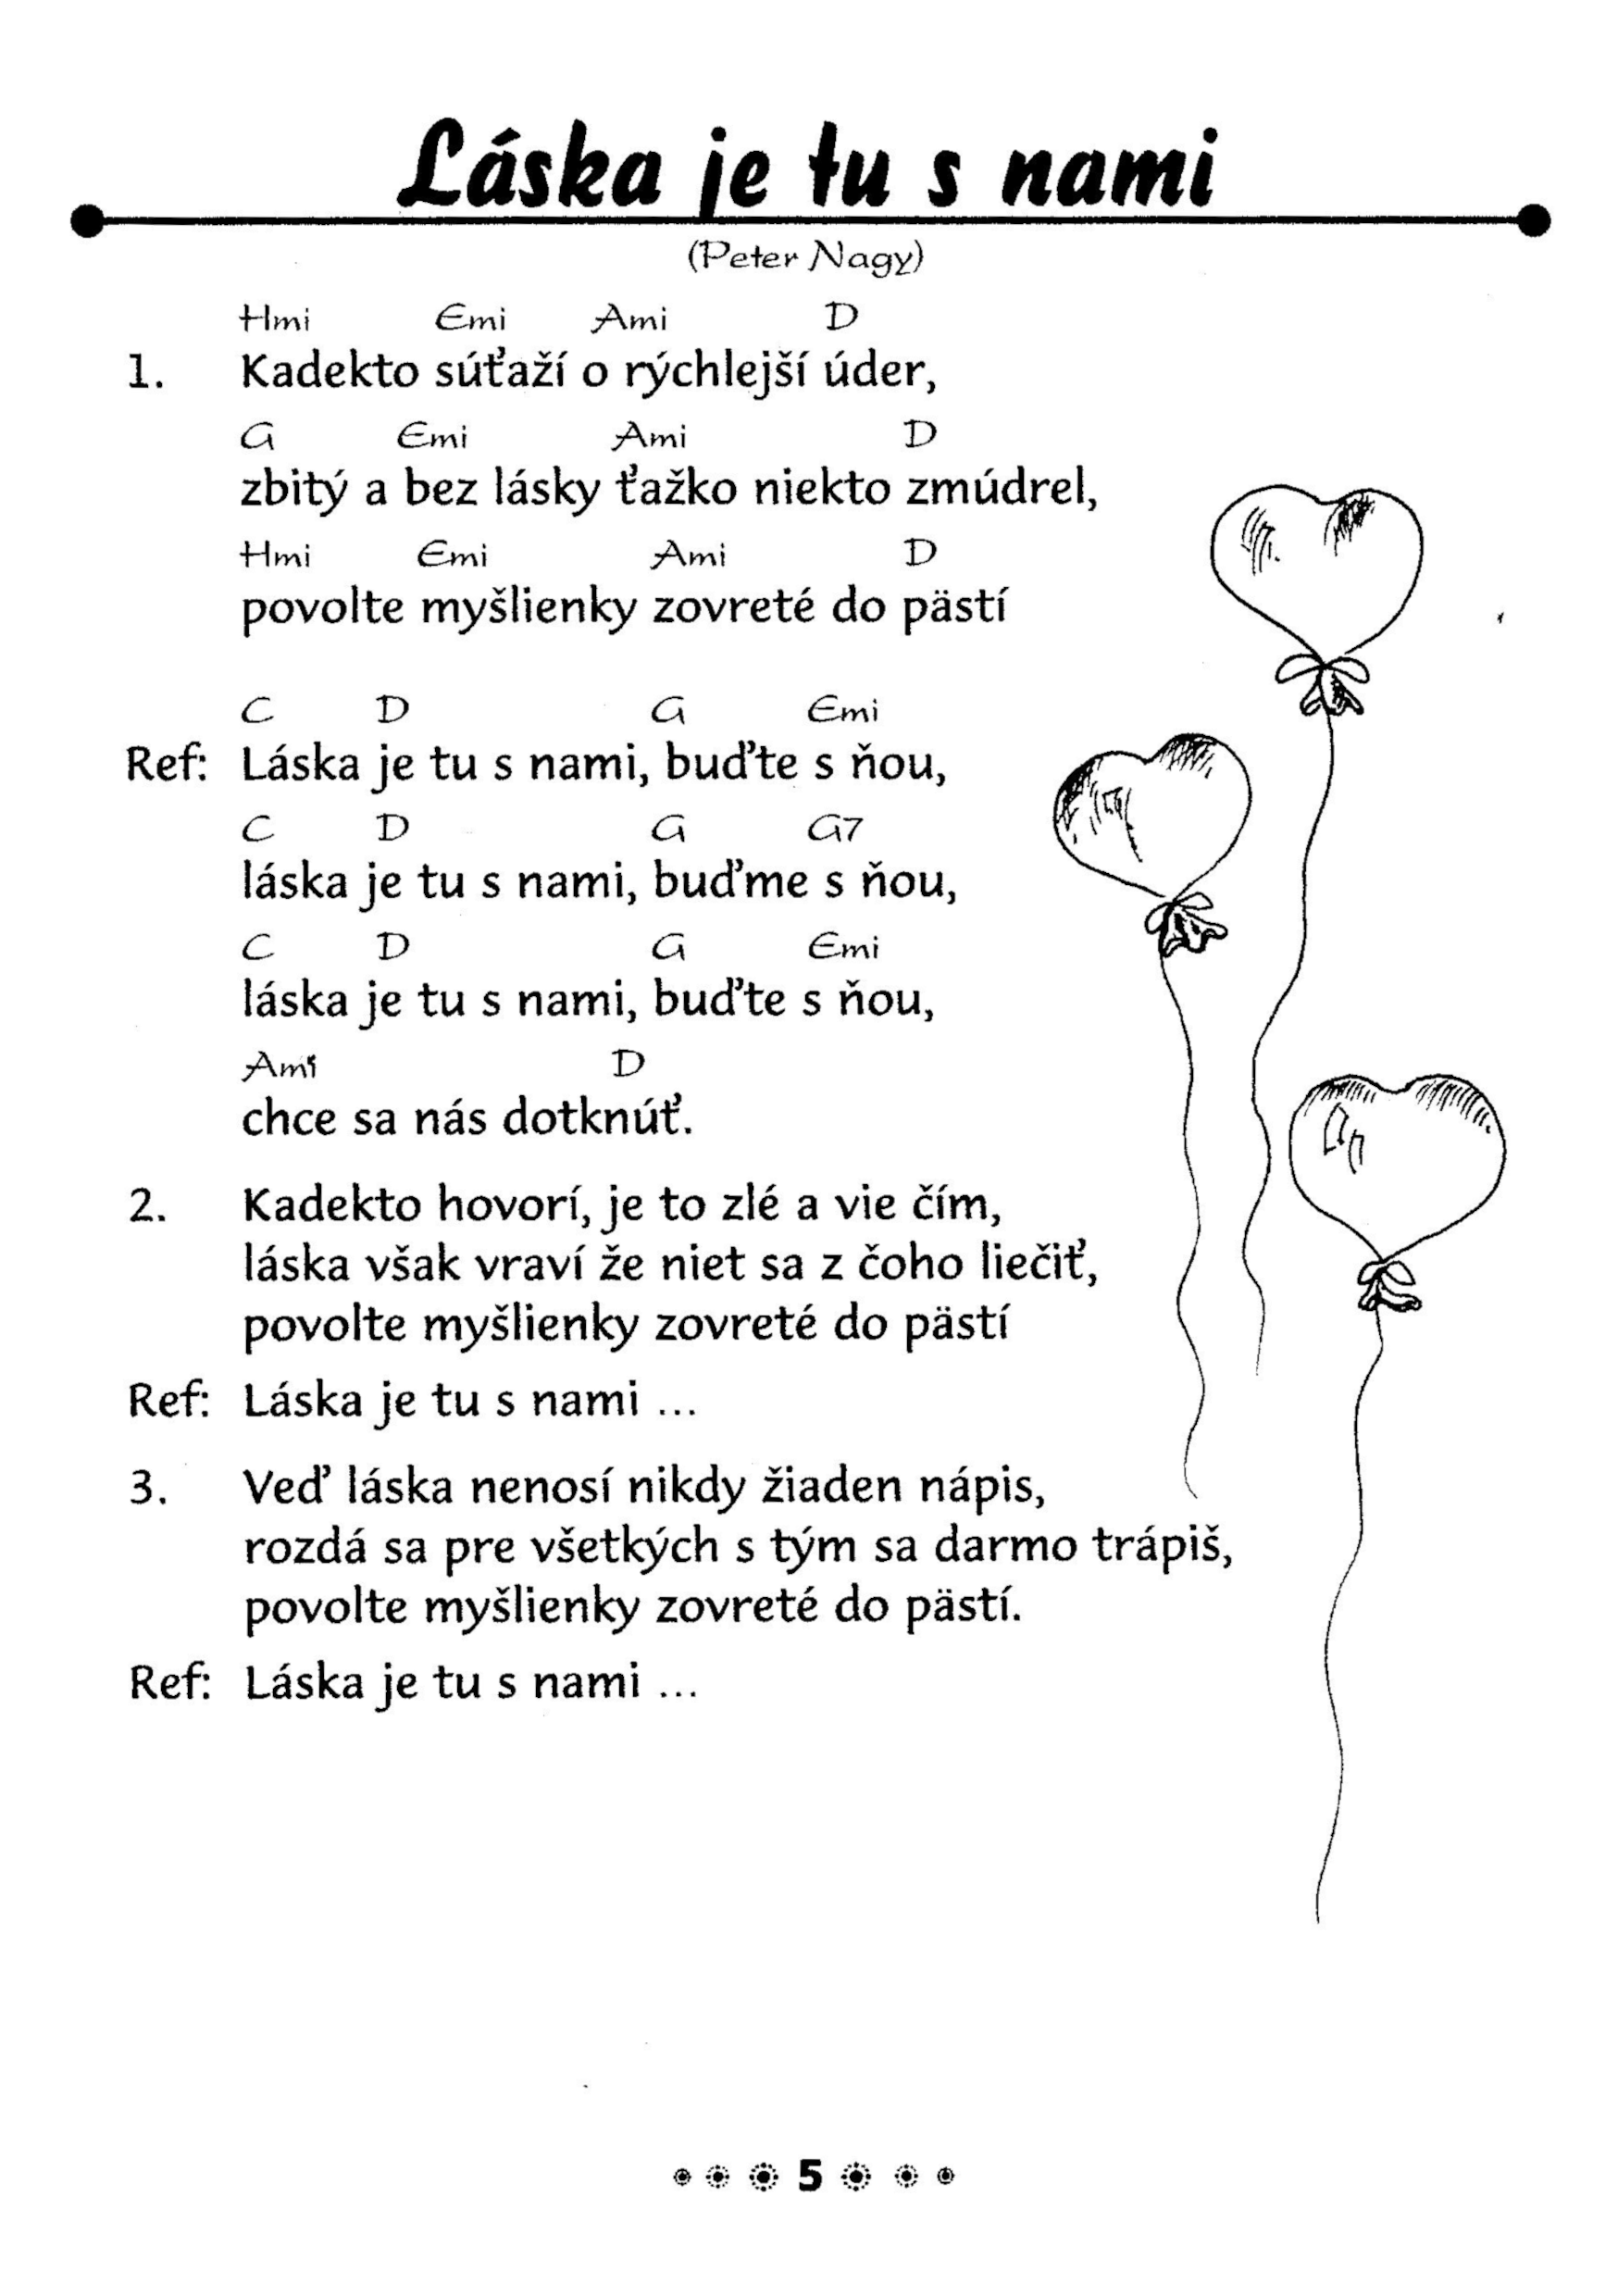 Láska je tu s nami
(Peter Nagy)
Hmi Emi Ami D
1. Kadekto súťaží o rýchlejší úder,
G Emi Ami D
zbitý a bez lásky ťažko niekto zmúdrel,
Hmi Emi Ami D
povolte myšlienky zovreté do pästí
C D G Emi
Ref: Láska je tu s nami, buďte s ňou,
C D G G7
láska je tu s nami, buďme s ňou,
C D G Emi
láska je tu s nami, buďte s ňou,
Ami D
chce sa nás dotknúť.
2. Kadekto hovorí, je to zlé a vie čím,
láska však vraví že niet sa z čoho liečiť,
povolte myšlienky zovreté do pästí
Ref: Láska je tu s nami ...
3. Veď láska nenosí nikdy žiaden nápis,
rozdá sa pre všetkých s tým sa darmo trápiš,
povolte myšlienky zovreté do pästí.
Ref: Láska je tu s nami ...
5